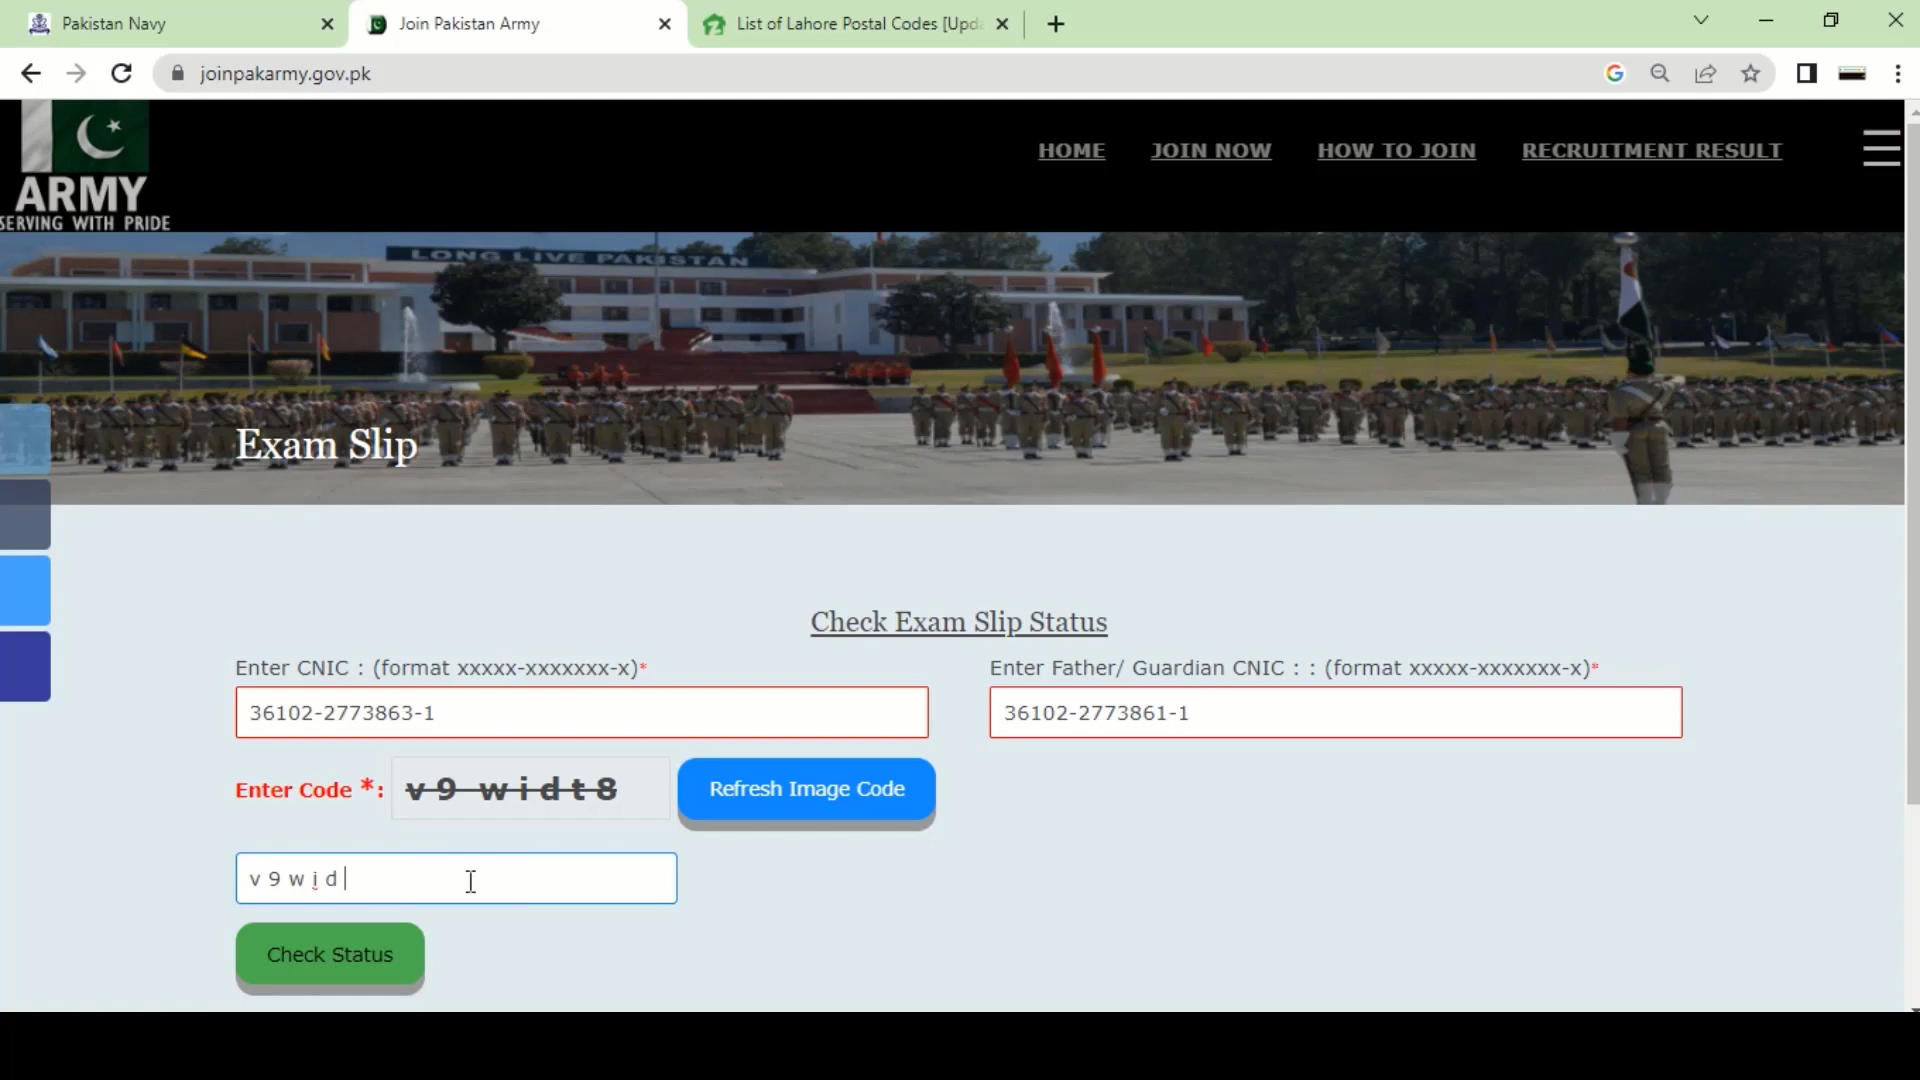 Pakistan Navy
Join Pakistan Army
List of Lahore Postal Codes [Upda
joinpakarmy.gov.pk
ARMY
SERVING WITH PRIDE
HOME
JOIN NOW
HOW TO JOIN
RECRUITMENT RESULT
LONG LIVE PAKISTAN
Exam Slip
Check Exam Slip Status
Enter CNIC : (format xxxxx-xxxxxxx-x)*
Enter Father/ Guardian CNIC : : (format xxxxx-xxxxxxx-x)*
36102-2773863-1
36102-2773861-1
Enter Code *:
v 9 w i d t 8
Refresh Image Code
v 9 w i d
Check Status